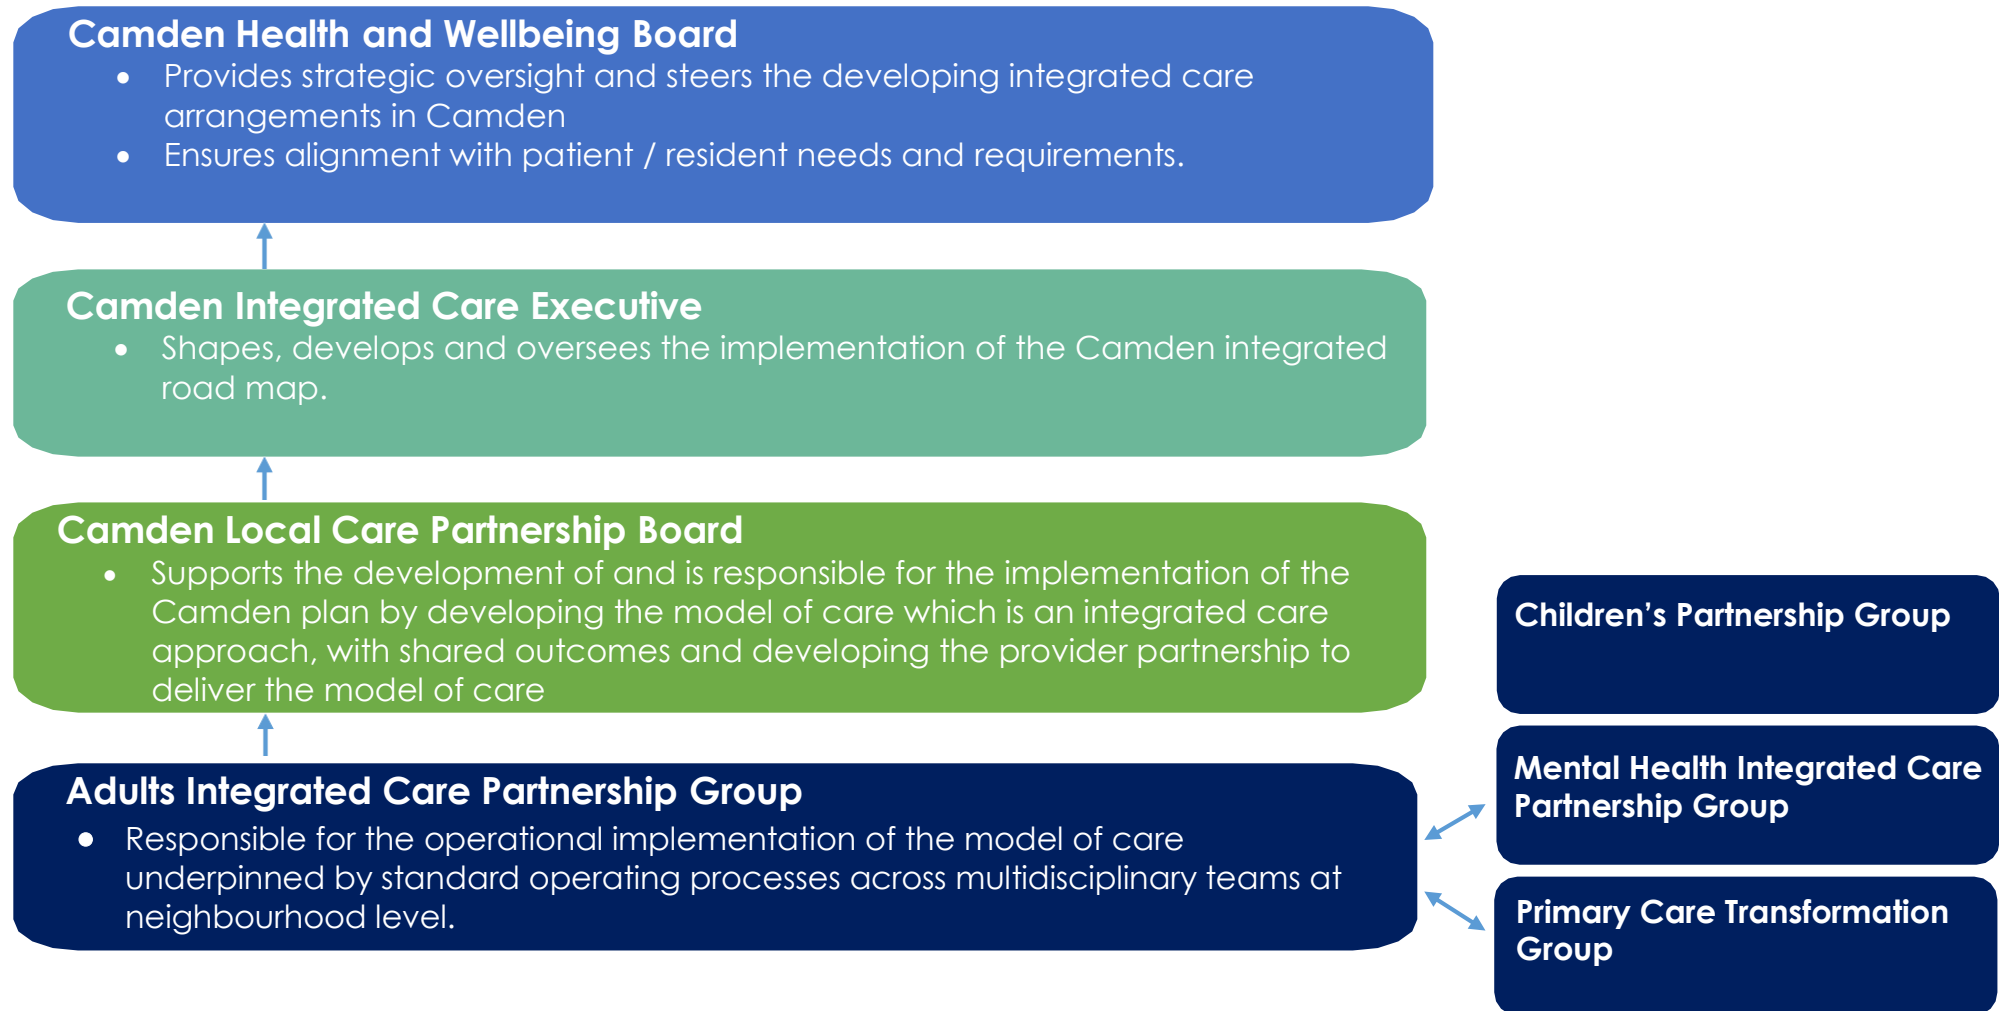 Camden Health and Wellbeing Board
• Provides strategic oversight and steers the developing integrated care
arrangements in Camden
• Ensures alignment with patient / resident needs and requirements.
Camden Integrated Care Executive
• Shapes, develops and oversees the implementation of the Camden integrated
road map.
Camden Local Care Partnership Board
• Supports the development of and is responsible for the implementation of the
Camden plan by developing the model of care which is an integrated care
approach, with shared outcomes and developing the provider partnership to
deliver the model of care
Adults Integrated Care Partnership Group
• Responsible for the operational implementation of the model of care
underpinned by standard operating processes across multidisciplinary teams at
neighbourhood level.
Children’s Partnership Group
Mental Health Integrated Care
Partnership Group
Primary Care Transformation
Group